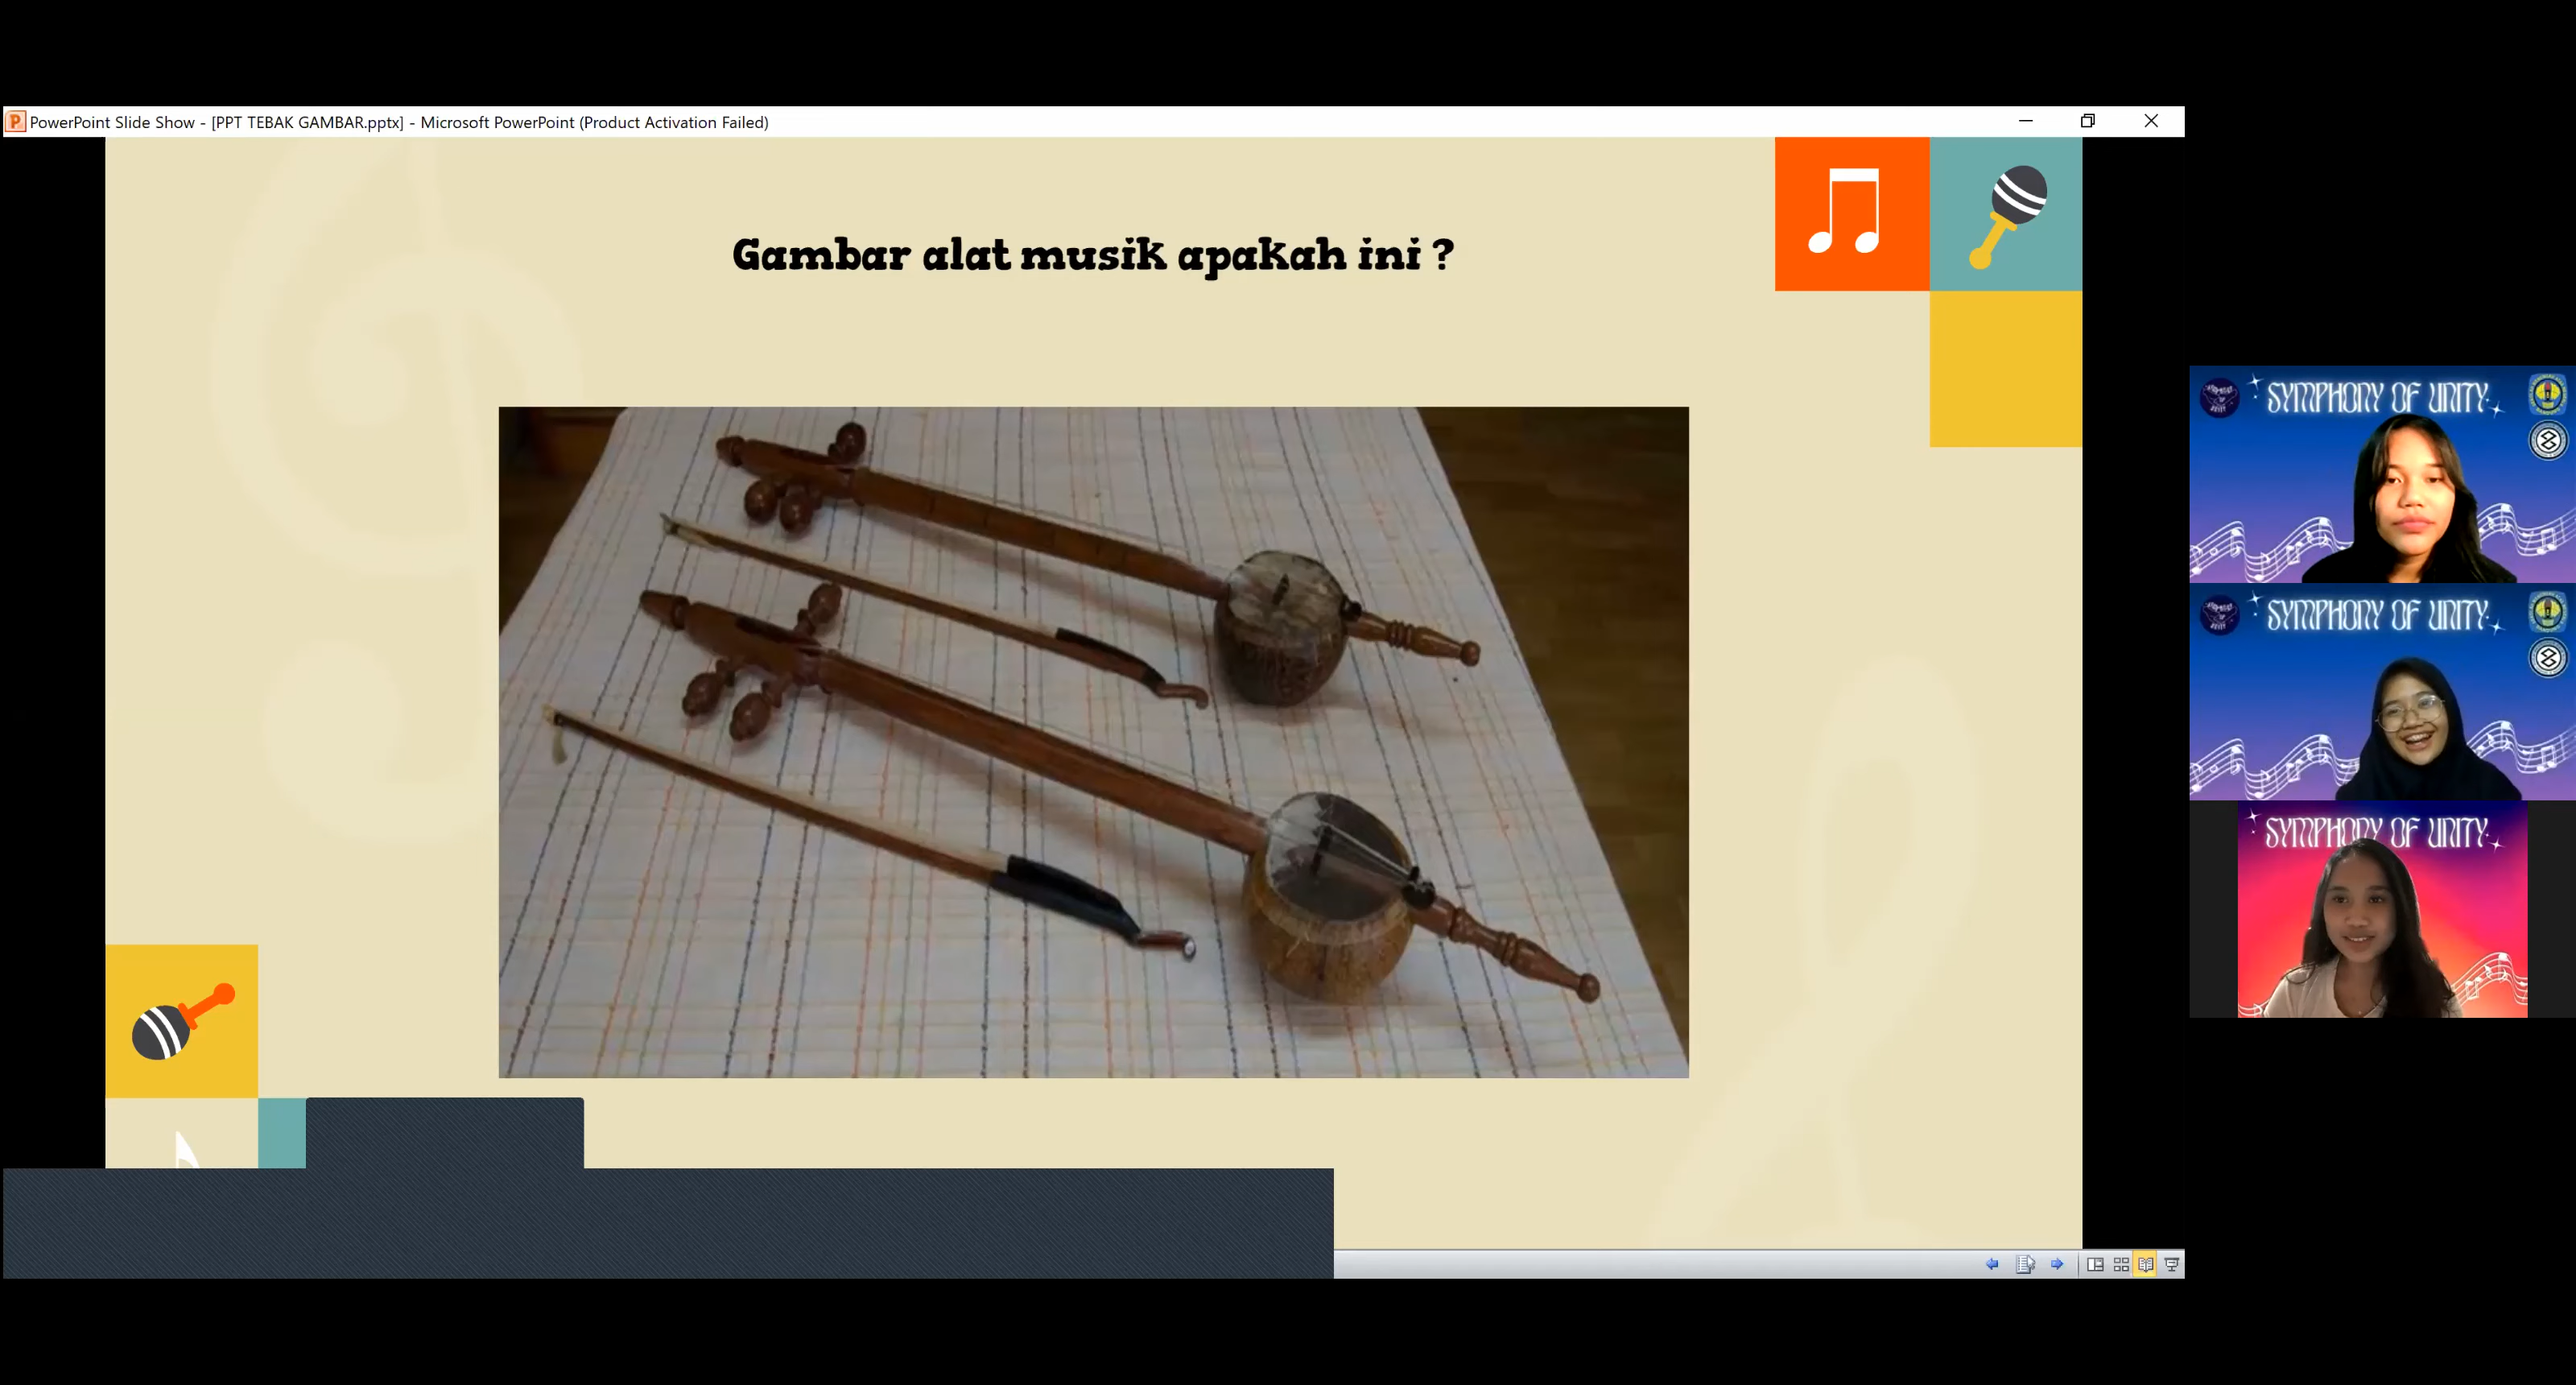 PowerPoint Slide Show - [PPT TEBAK GAMBAR.pptx] - Microsoft PowerPoint (Product Activation Failed)
Gambar alat musik apakah ini ?
SYMPHONY OF UNITY
SYMPHONY OF UNITY
SYMPHONY OF UNITY